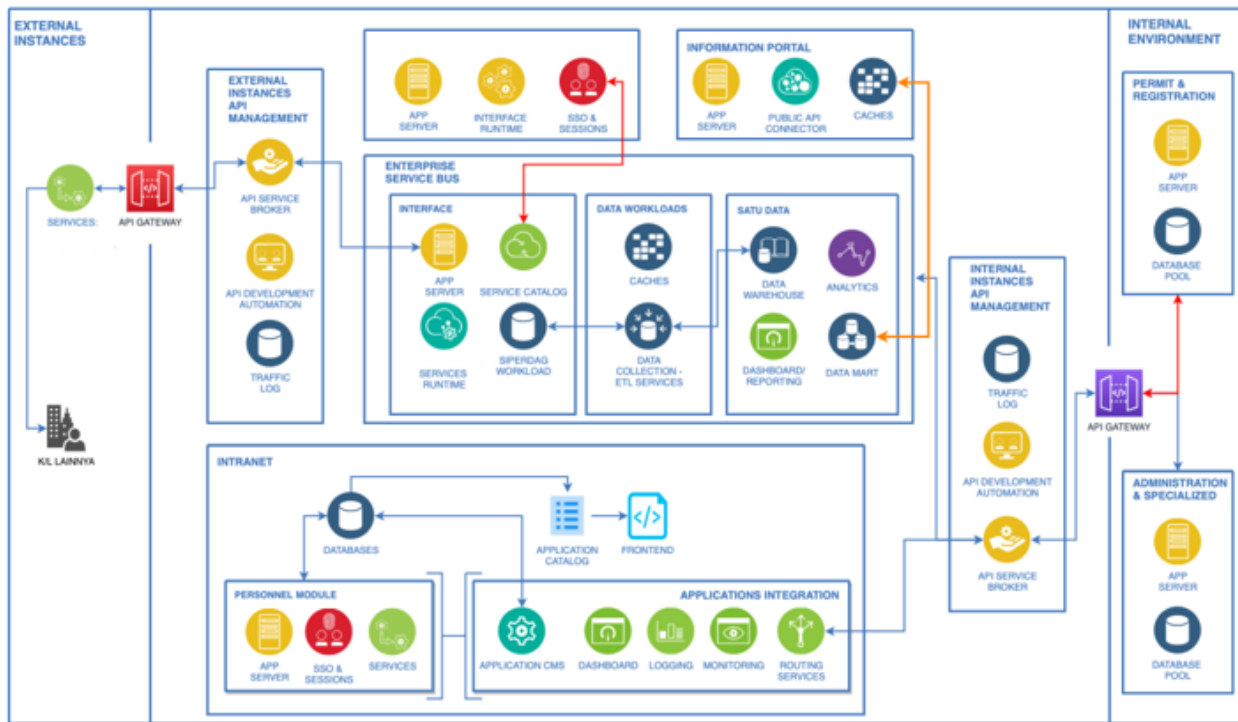 EXTERNAL
INSTANCES
SERVICES:
API GATEWAY
K/L LAINNYA
EXTERNAL
INSTANCES
API
MANAGEMENT
API SERVICE
BROKER
API DEVELOPMENT
AUTOMATION
TRAFFIC
LOG
APP
SERVER
INTERFACE
RUNTIME
SSO &
SESSIONS
INFORMATION PORTAL
APP
SERVER
PUBLIC API
CONNECTOR
CACHES
ENTERPRISE
SERVICE BUS
INTERFACE
APP
SERVER
SERVICE CATALOG
SERVICES
RUNTIME
SIPERDAG
WORKLOAD
DATA WORKLOADS
CACHES
DATA
COLLECTION -
ETL SERVICES
SATU DATA
DATA
WAREHOUSE
ANALYTICS
DASHBOARD/
REPORTING
DATA MART
INTRANET
DATABASES
APPLICATION
CATALOG
FRONTEND
PERSONNEL MODULE
APP
SERVER
SSO &
SESSIONS
SERVICES
APPLICATIONS INTEGRATION
APPLICATION CMS
DASHBOARD
LOGGING
MONITORING
ROUTING
SERVICES
INTERNAL
INSTANCES
API
MANAGEMENT
TRAFFIC
LOG
API DEVELOPMENT
AUTOMATION
API SERVICE
BROKER
API GATEWAY
INTERNAL
ENVIRONMENT
PERMIT &
REGISTRATION
APP
SERVER
DATABASE
POOL
ADMINISTRATION
& SPECIALIZED
APP
SERVER
DATABASE
POOL